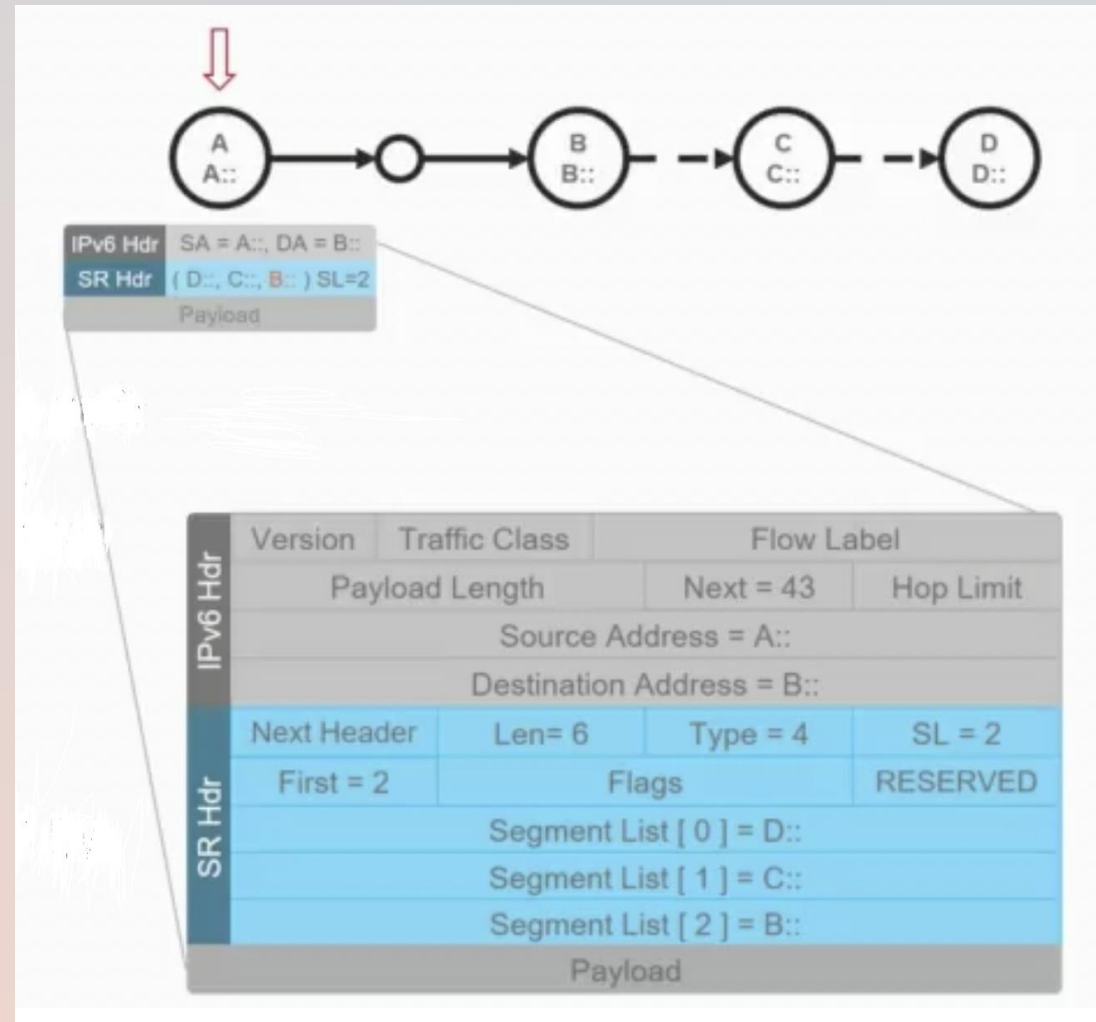 A
A::
B
B::
C
C::
D
D::
IPv6 Hdr SA = A::, DA = B::
SR Hdr ( D::, C::, B:: ) SL=2
Payload
IPv6 Hdr
Version Traffic Class Flow Label
Payload Length Next = 43 Hop Limit
Source Address = A::
Destination Address = B::
SR Hdr
Next Header Len= 6 Type = 4 SL = 2
First = 2 Flags RESERVED
Segment List [ 0 ] = D::
Segment List [ 1 ] = C::
Segment List [ 2 ] = B::
Payload